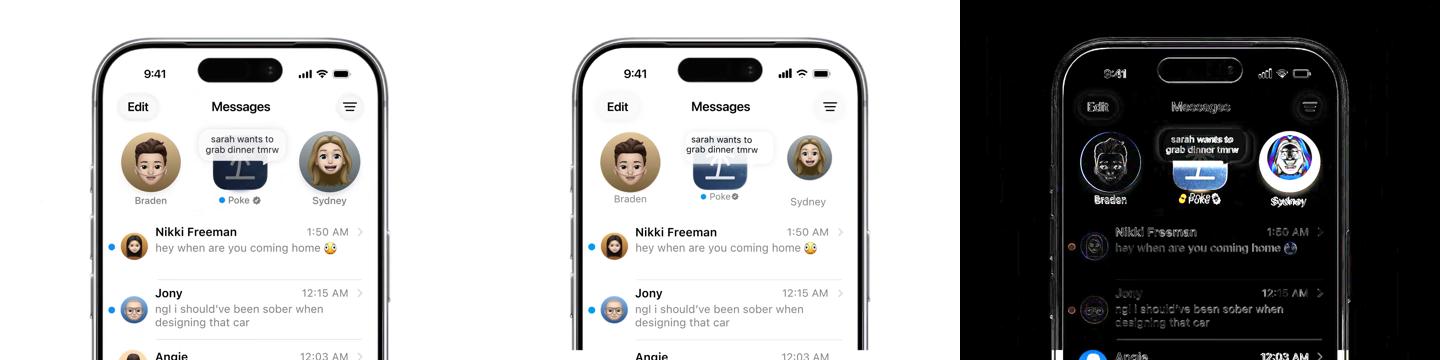 9:41
Edit
Messages
sarah wants to
grab dinner tmrw
Braden
Poke
Sydney
Nikki Freeman
1:50 AM
hey when are you coming home 😳
Jony
12:15 AM
ngl i should've been sober when
designing that car
Angie
12:03 AM
9:41
Edit
Messages
sarah wants to
grab dinner tmrw
Braden
Poke
Sydney
Nikki Freeman
1:50 AM
hey when are you coming home 😳
Jony
12:15 AM
ngl i should've been sober when
designing that car
Angie
12:03 AM
9:41
Edit
Messages
sarah wants to
grab dinner tmrw
Braden
Poke
Sydney
Nikki Freeman
1:50 AM
hey when are you coming home
Jony
12:15 AM
ngl i should've been sober when
designing that car
Angie
12:03 AM